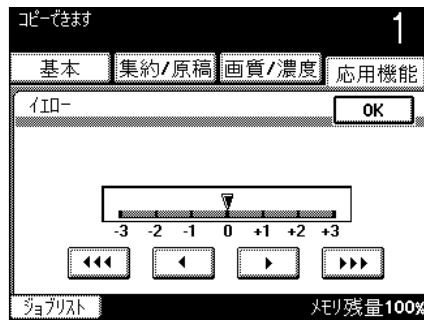 コピーできます
1
基本 集約/原稿 画質/濃度 応用機能
イエロー OK
-3 -2 -1 0 +1 +2 +3
ジョブリスト メモリ残量100%